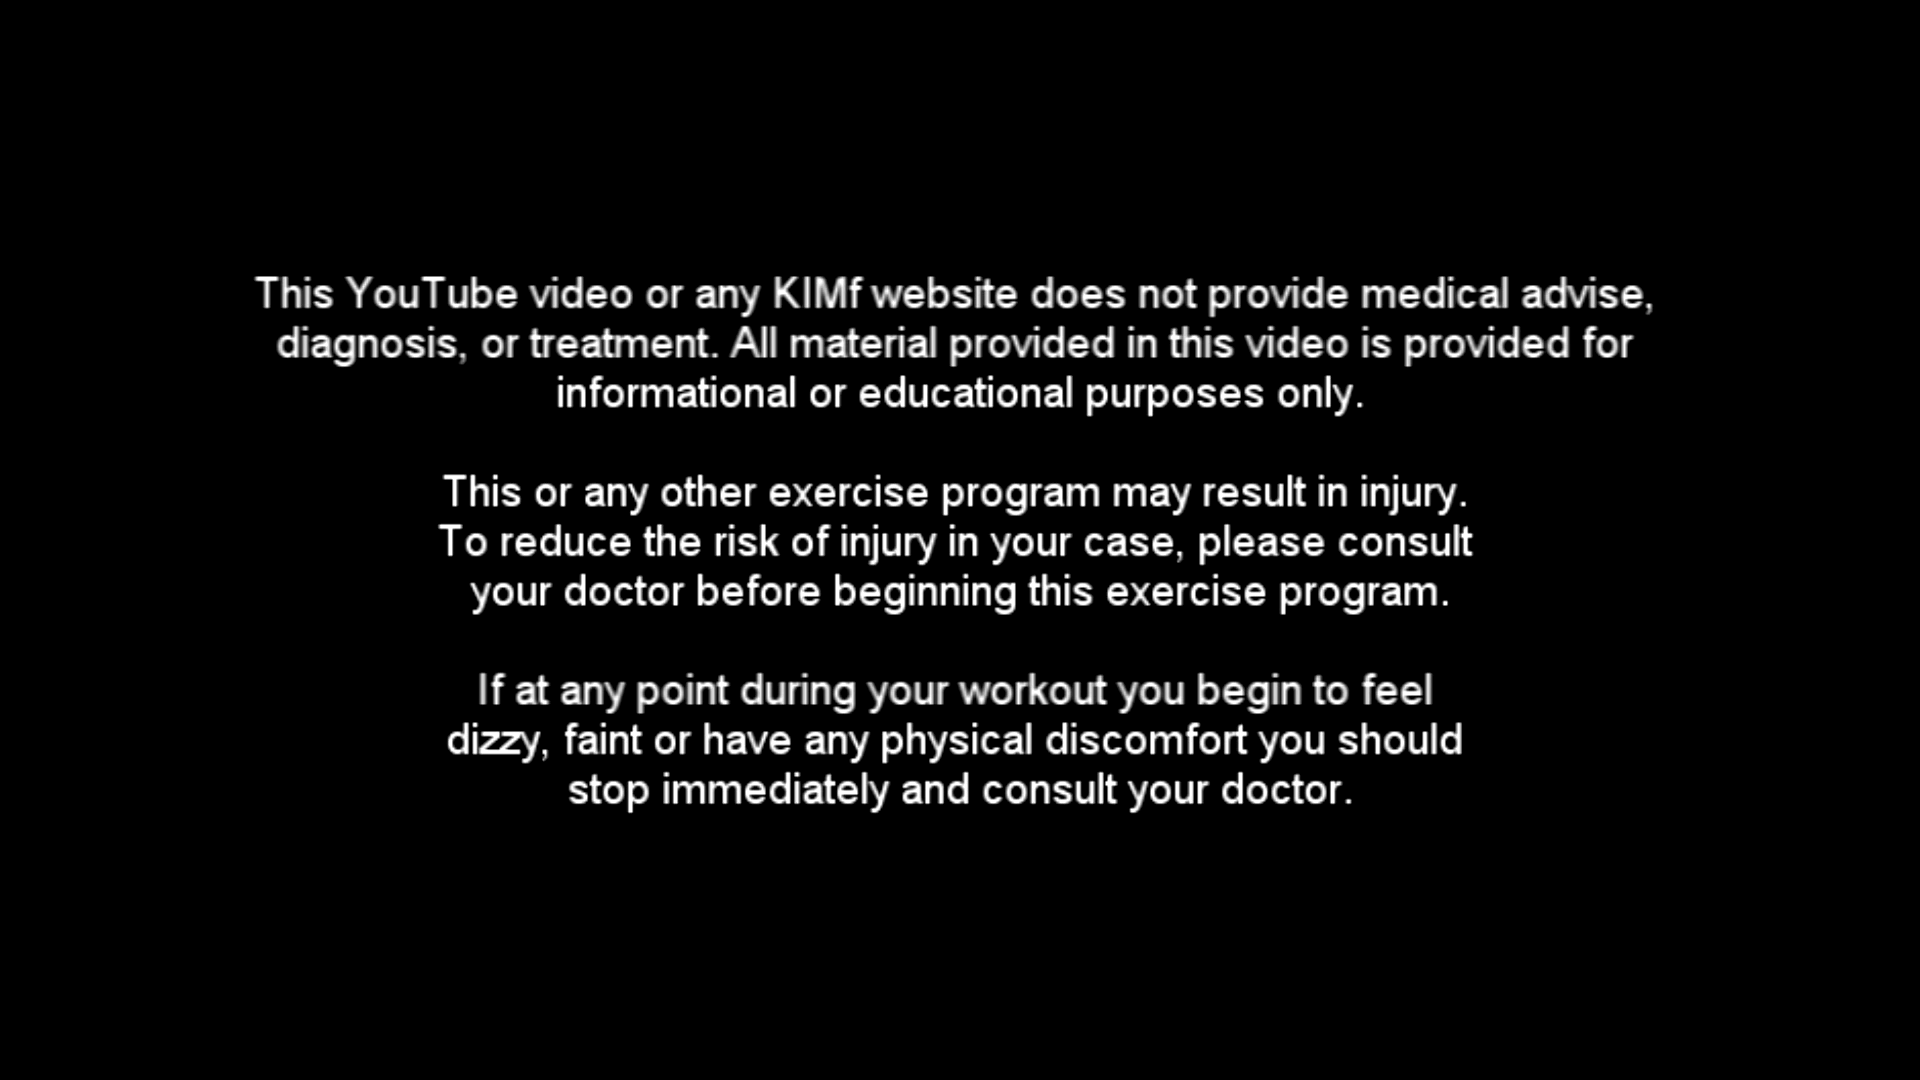 This YouTube video or any KIMf website does not provide medical advise,
diagnosis, or treatment. All material provided in this video is provided for
informational or educational purposes only.
This or any other exercise program may result in injury.
To reduce the risk of injury in your case, please consult
your doctor before beginning this exercise program.
If at any point during your workout you begin to feel
dizzy, faint or have any physical discomfort you should
stop immediately and consult your doctor.